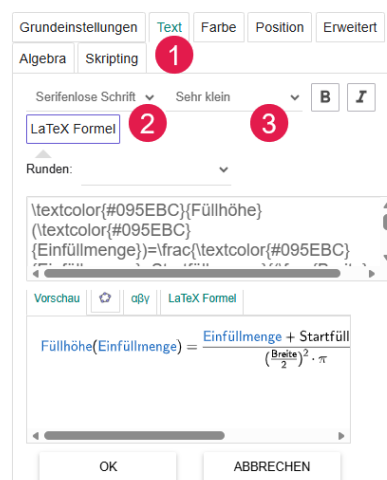 Grundeinstellungen Text Farbe Position Erweitert
Algebra Skripting 1
Serifenlose Schrift Sehr klein B I
LaTeX Formel 2 3
Runden:
\textcolor{#095EBC}{Füllhöhe}
(\textcolor{#095EBC}
{Einfüllmenge})=\frac{\textcolor{#095EBC}
Vorschau αβγ LaTeX Formel
Füllhöhe(Einfüllmenge) = Einfüllmenge + Startfüll
(Breite/2)² · π
OK ABBRECHEN